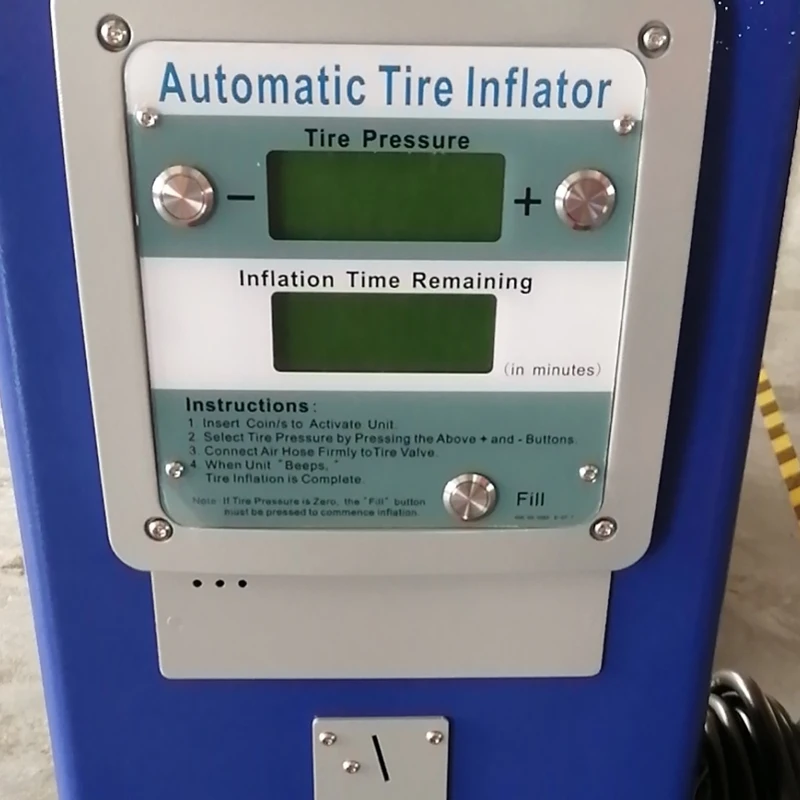 Automatic Tire Inflator
Tire Pressure
− +
Inflation Time Remaining
(in minutes)
Instructions:
1 Insert Coin/s to Activate Unit.
2 Select Tire Pressure by Pressing the Above + and - Buttons.
3. Connect Air Hose Firmly to Tire Valve.
4. When Unit "Beeps,"
Tire Inflation is Complete.
Note: If Tire Pressure is Zero, the "Fill" button
must be pressed to commence inflation.
Fill